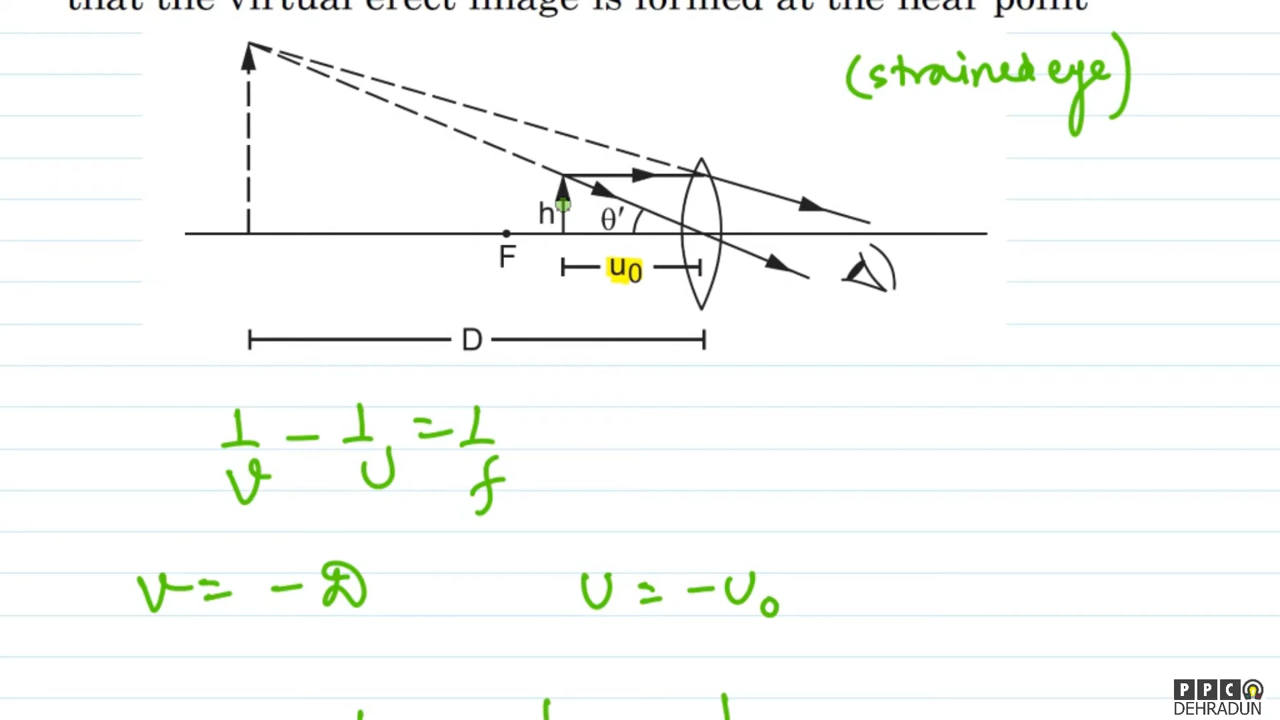 that the virtual erect image is formed at the near point
(strained eye)
h
θ′
F
u₀
D
1/v - 1/u = 1/f
v = - D
u = - u₀
PPC
DEHRADUN